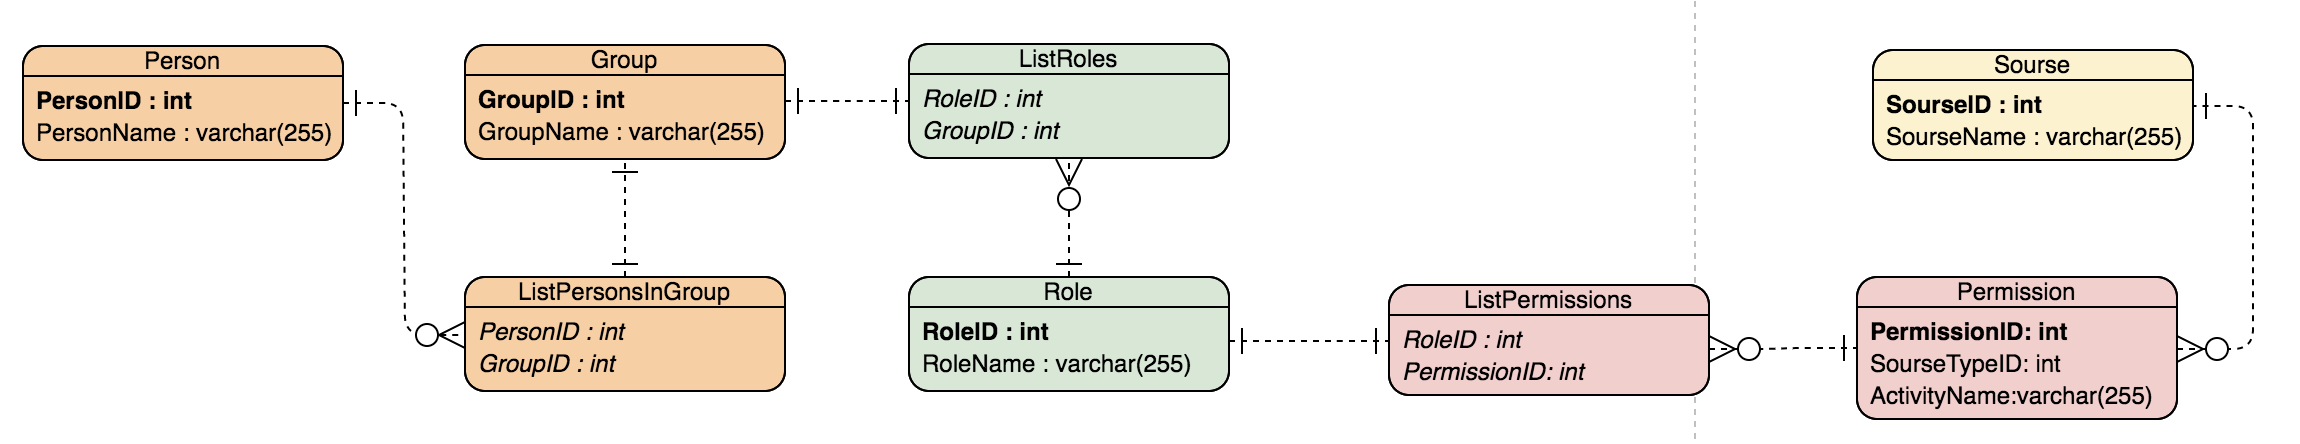 Person
PersonID : int
PersonName : varchar(255)
Group
GroupID : int
GroupName : varchar(255)
ListRoles
RoleID : int
GroupID : int
Sourse
SourseID : int
SourseName : varchar(255)
ListPersonsInGroup
PersonID : int
GroupID : int
Role
RoleID : int
RoleName : varchar(255)
ListPermissions
RoleID : int
PermissionID: int
Permission
PermissionID: int
SourseTypeID: int
ActivityName:varchar(255)